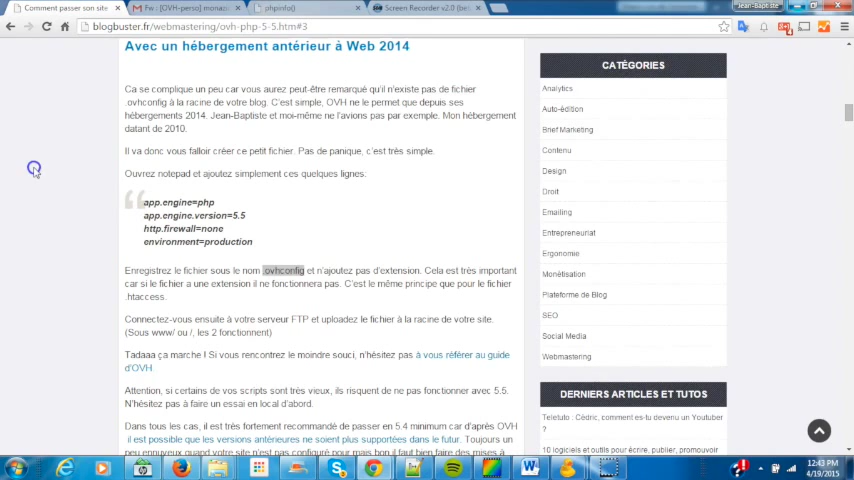 Comment passer son site
Fw : [OVH-perso] monazo
phpinfo()
Screen Recorder v2.0 (bet
Jean-Baptiste
blogbuster.fr/webmastering/ovh-php-5-5.htm#3
Avec un hébergement antérieur à Web 2014
Ca se complique un peu car vous aurez peut-être remarqué qu'il n'existe pas de fichier
.ovhconfig à la racine de votre blog. C'est simple, OVH ne le permet que depuis ses
hébergements 2014. Jean-Baptiste et moi-même ne l'avions pas par exemple. Mon hébergement
datant de 2010.
Il va donc vous falloir créer ce petit fichier. Pas de panique, c'est très simple.
Ouvrez notepad et ajoutez simplement ces quelques lignes:
app.engine=php
app.engine.version=5.5
http.firewall=none
environment=production
Enregistrez le fichier sous le nom .ovhconfig et n'ajoutez pas d'extension. Cela est très important
car si le fichier a une extension il ne fonctionnera pas. C'est le même principe que pour le fichier
.htaccess.
Connectez-vous ensuite à votre serveur FTP et uploadez le fichier à la racine de votre site.
(Sous www/ ou /, les 2 fonctionnent)
Tadaaa ça marche ! Si vous rencontrez le moindre souci, n'hésitez pas à vous référer au guide
d'OVH.
Attention, si certains de vos scripts sont très vieux, ils risquent de ne pas fonctionner avec 5.5.
N'hésitez pas à faire un essai en local d'abord.
Dans tous les cas, il est très fortement recommandé de passer en 5.4 minimum car d'après OVH
il est possible que les versions antérieures ne soient plus supportées dans le futur. Toujours un
peu ennuyeux quand votre site n'est pas configuré pour mais bon il faut bien faire des mises à
CATÉGORIES
Analytics
Auto-édition
Brief Marketing
Contenu
Design
Droit
Emailing
Entrepreneuriat
Ergonomie
Monétisation
Plateforme de Blog
SEO
Social Media
Webmastering
DERNIERS ARTICLES ET TUTOS
Teletuto : Cédric, comment es-tu devenu un Youtuber
?
10 logiciels et outils pour écrire, publier, promouvoir
12:43 PM
4/19/2015